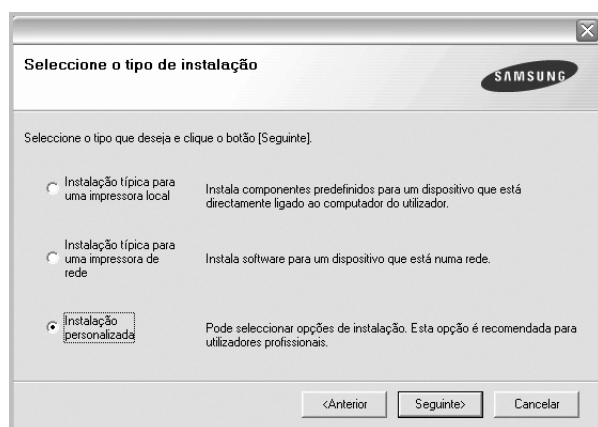 Seleccione o tipo de instalação
SAMSUNG
Seleccione o tipo que deseja e clique o botão [Seguinte].
Instalação típica para
uma impressora local
Instala componentes predefinidos para um dispositivo que está
directamente ligado ao computador do utilizador.
Instalação típica para
uma impressora de
rede
Instala software para um dispositivo que está numa rede.
Instalação
personalizada
Pode seleccionar opções de instalação. Esta opção é recomendada para
utilizadores profissionais.
<Anterior
Seguinte>
Cancelar